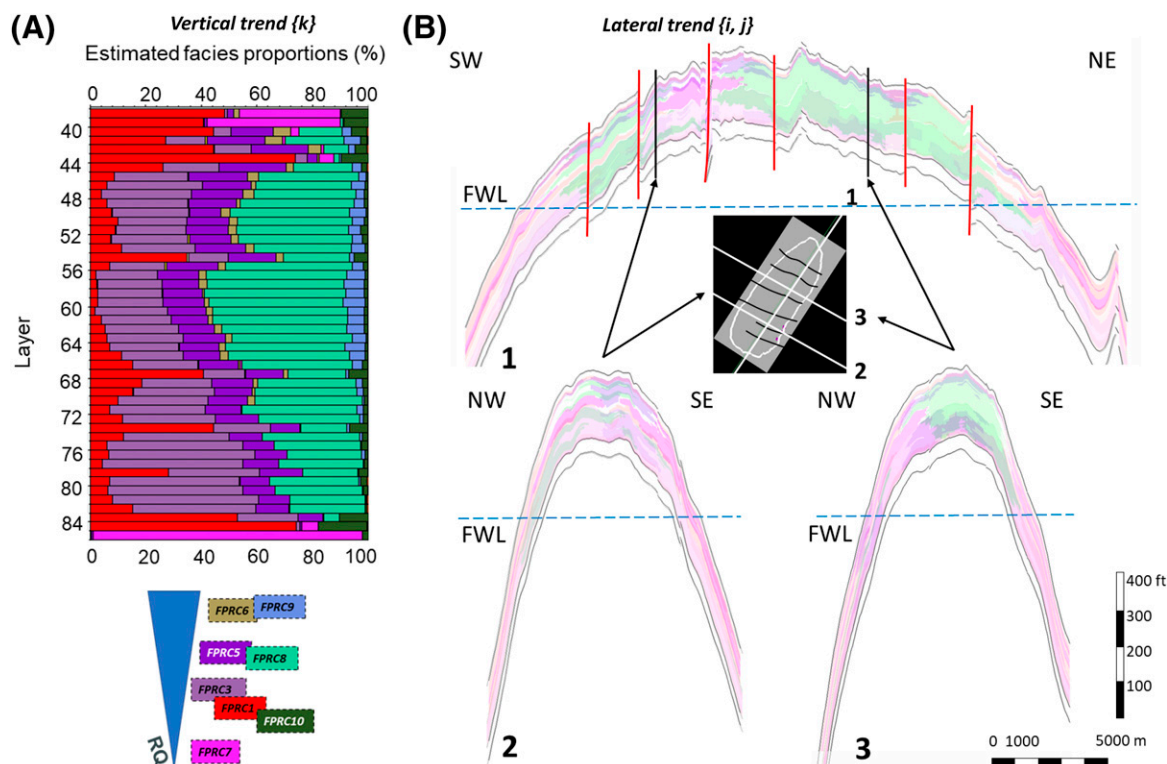 (A)
Vertical trend {k}
Estimated facies proportions (%)
0 20 40 60 80 100
40
44
48
52
56
60
64
68
72
76
80
84
Layer
0 20 40 60 80 100
FPRC6
FPRC9
FPRC5
FPRC8
FPRC3
FPRC1
FPRC10
FPRC7
RQ
(B)
Lateral trend {i, j}
SW
NE
FWL
1
3
2
1
NW
SE
FWL
2
NW
SE
FWL
3
400 ft
300
200
100
0 1000 5000 m